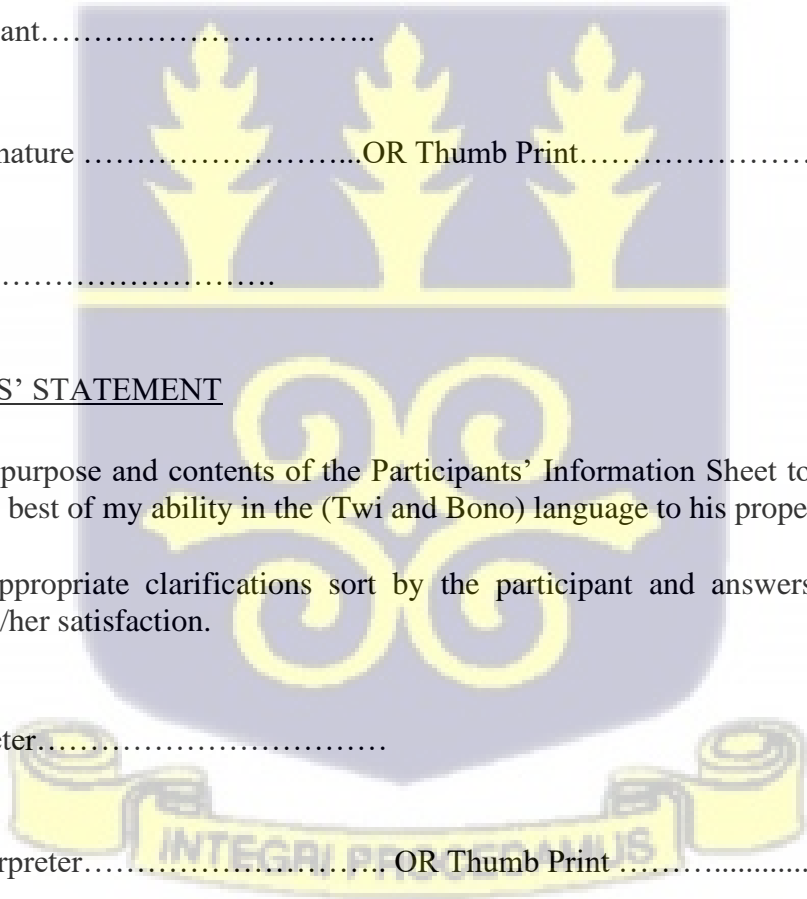 ant…………………………..
nature ……………………...OR Thumb Print…………………
……………………….
S’ STATEMENT
purpose and contents of the Participants’ Information Sheet to
best of my ability in the (Twi and Bono) language to his prope
ppropriate clarifications sort by the participant and answers
/her satisfaction.
eter……………………………
rpreter……………………….. OR Thumb Print ………..............
INTEGRI PROCEDAMUS